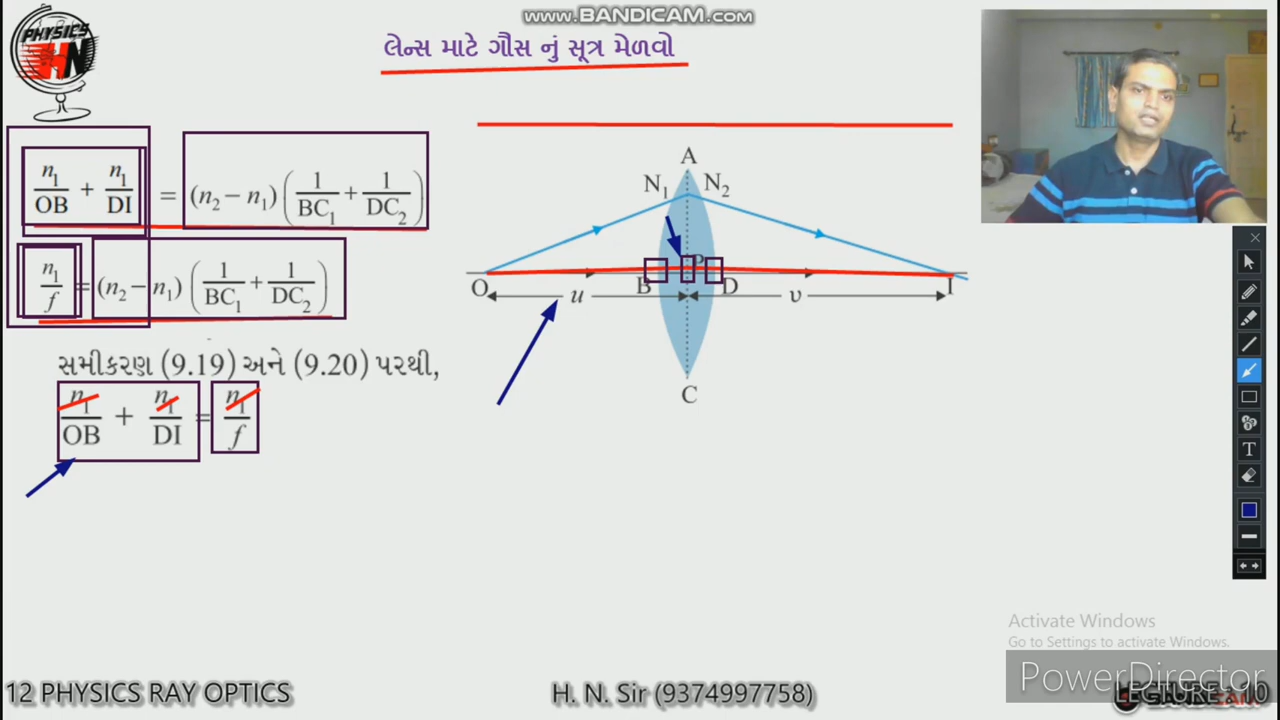 www.BANDICAM.com
PHYSICS
HN
લેન્સ માટે ગૌસ નું સૂત્ર મેળવો
n₁/OB + n₁/DI = (n₂ – n₁) (1/BC₁ + 1/DC₂)
n₁/f = (n₂ – n₁) (1/BC₁ + 1/DC₂)
સમીકરણ (9.19) અને (9.20) પરથી,
n₁/OB + n₁/DI = n₁/f
A
N₁ N₂
P
O B D I
u υ
C
T
Activate Windows
Go to Settings to activate Windows.
PowerDirector
12 PHYSICS RAY OPTICS
H. N. Sir (9374997758)
LECTURE - 10